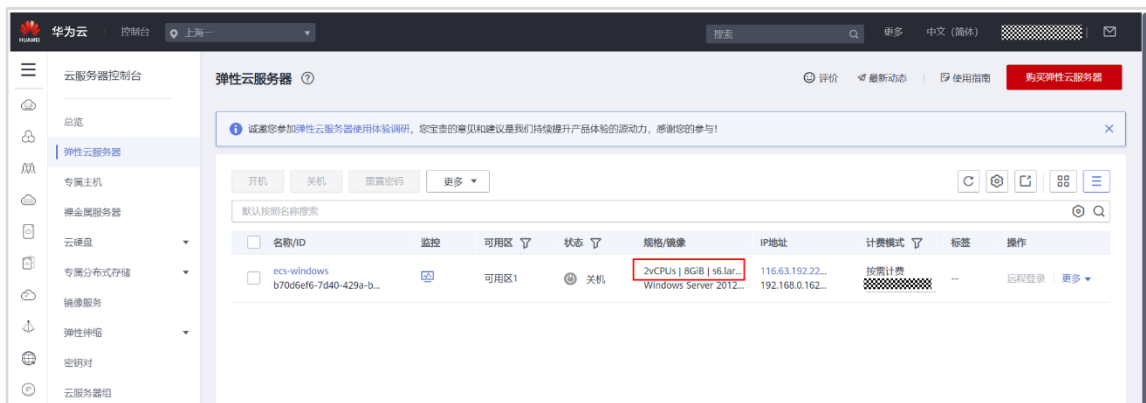 HUAWEI 华为云 控制台 上海一 搜索 更多 中文 (简体)
云服务器控制台
总览
弹性云服务器
专属主机
裸金属服务器
云硬盘
专属分布式存储
镜像服务
弹性伸缩
密钥对
云服务器组
弹性云服务器 评价 最新动态 使用指南 购买弹性云服务器
诚邀您参加弹性云服务器使用体验调研，您宝贵的意见和建议是我们持续提升产品体验的源动力，感谢您的参与！
开机 关机 重置密码 更多
默认按照名称搜索
名称/ID 监控 可用区 状态 规格/镜像 IP地址 计费模式 标签 操作
ecs-windows 可用区1 关机 2vCPUs | 8GiB | s6.lar... 116.63.192.22... 按需计费 -- 远程登录 更多
b70d6ef6-7d40-429a-b... Windows Server 2012... 192.168.0.162...